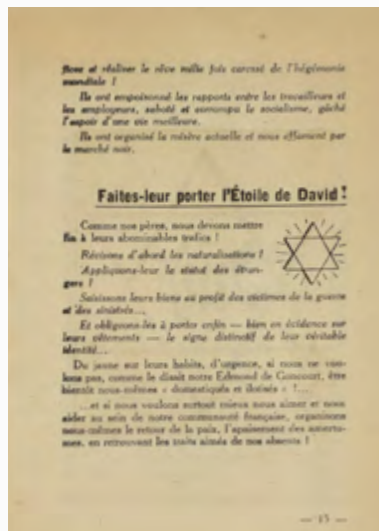 fices et réaliser le rêve mille fois caressé de l'hégémonie
mondiale !
Ils ont empoisonné les rapports entre les travailleurs et
les employeurs, saboté et corrompu le socialisme, gâché
l'espoir d'une vie meilleure.
Ils ont organisé la misère actuelle et nous affament par
le marché noir.
Faites-leur porter l'Étoile de David !
Comme nos pères, nous devons mettre
fin à leurs abominables trafics !
Révisons d'abord les naturalisations !
Appliquons-leur le statut des étran-
gers !
Saisissons leurs biens au profit des victimes de la guerre
et des sinistrés...
Et obligeons-les à porter enfin — bien en évidence sur
leurs vêtements — le signe distinctif de leur véritable
identité...
Du jaune sur leurs habits, d'urgence, si nous ne vou-
lons pas, comme le disait notre Edmond de Goncourt, être
bientôt nous-mêmes « domestiqués et ilotisés » !...
...et si nous voulons surtout mieux nous aimer et nous
aider au sein de notre communauté française, organisons
nous-mêmes le retour de la paix, l'apaisement des amertu-
mes, en retrouvant les traits aimés de nos absents !
— 15 —